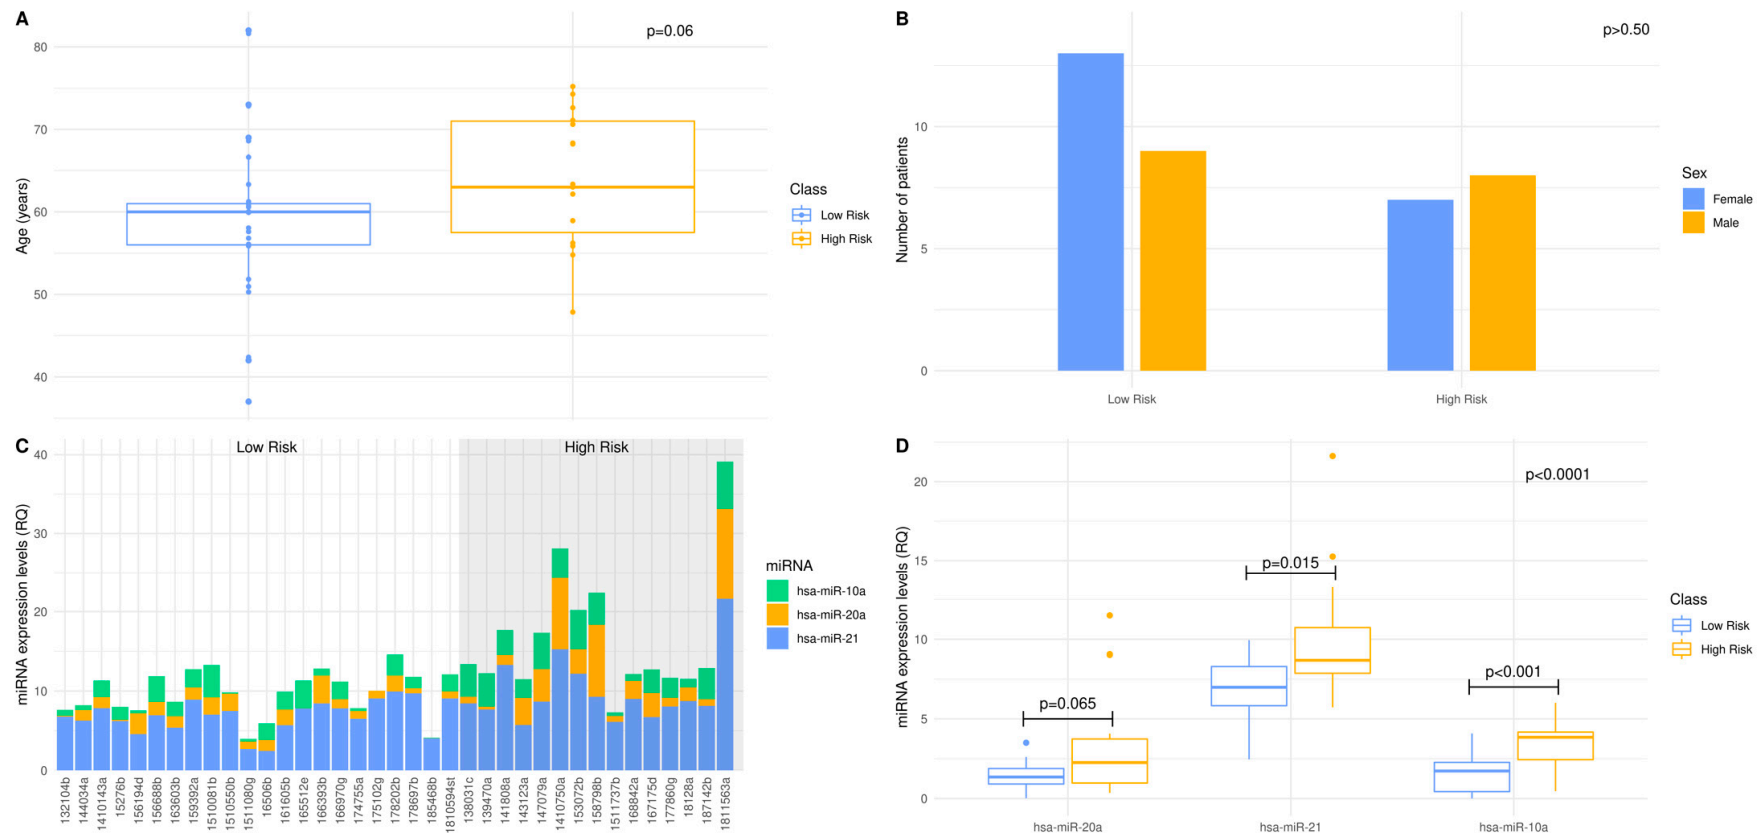 A
p=0.06
80
70
60
50
40
Age (years)
Class
Low Risk
High Risk
B
p>0.50
10
5
0
Number of patients
Low Risk
High Risk
Sex
Female
Male
C
Low Risk
High Risk
40
30
20
10
0
miRNA expression levels (RQ)
132104b
144034a
1410143a
15276b
156194d
156688b
163603b
159392a
1510081b
1510550b
1511080g
16506b
161605b
165512e
166393b
166970g
174755a
175102g
178202b
178697b
185468b
1810594st
138031c
139470a
141808a
143123a
147079a
1410750a
153072b
158798b
1511737b
168842a
167175d
177860g
18128a
187142b
1811563a
miRNA
hsa-miR-10a
hsa-miR-20a
hsa-miR-21
D
p<0.0001
20
15
10
5
0
miRNA expression levels (RQ)
p=0.065
p=0.015
p<0.001
hsa-miR-20a
hsa-miR-21
hsa-miR-10a
Class
Low Risk
High Risk